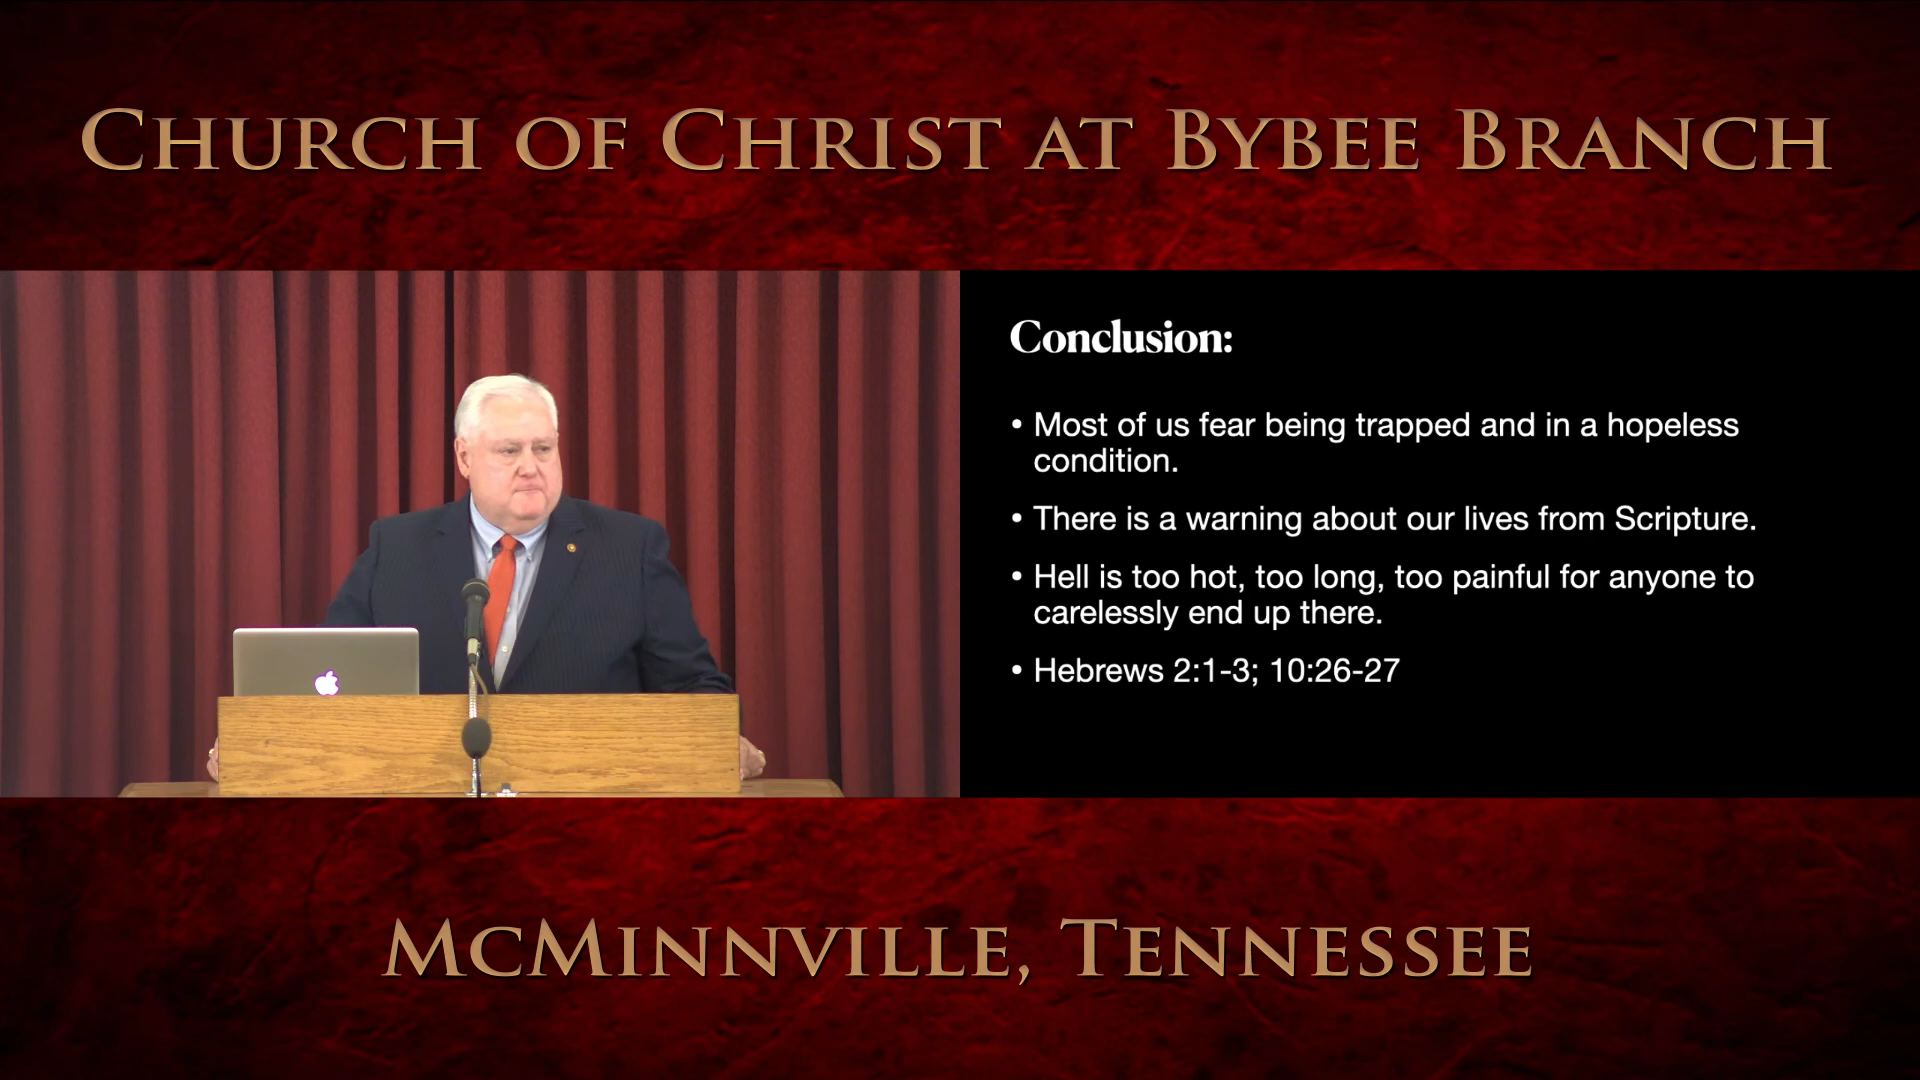 Church of Christ at Bybee Branch
Conclusion:
• Most of us fear being trapped and in a hopeless
condition.
• There is a warning about our lives from Scripture.
• Hell is too hot, too long, too painful for anyone to
carelessly end up there.
• Hebrews 2:1-3; 10:26-27
McMinnville, Tennessee